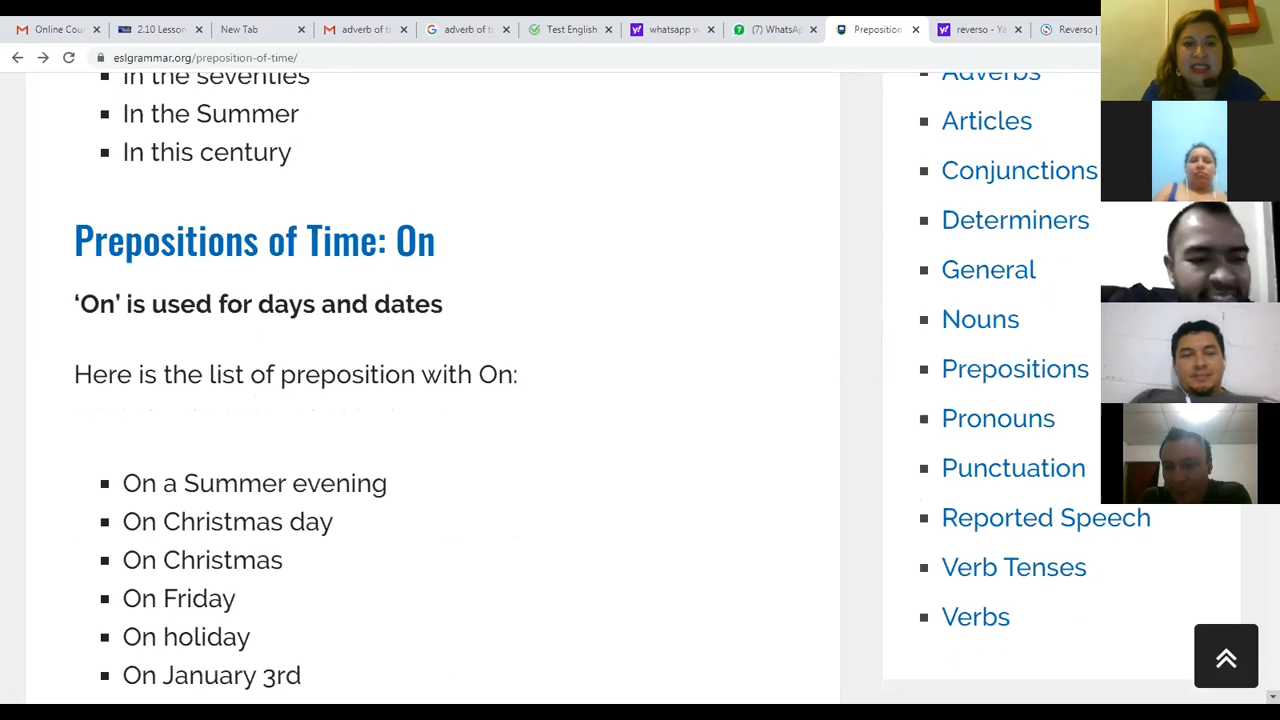 Online Cou
2.10 Lesson
New Tab
adverb of t
adverb of ti
Test English
whatsapp w
(7) WhatsA
Preposition
reverso - Ya
Reverso |
eslgrammar.org/preposition-of-time/
In the seventies
In the Summer
In this century
Prepositions of Time: On
‘On’ is used for days and dates
Here is the list of preposition with On:
On a Summer evening
On Christmas day
On Christmas
On Friday
On holiday
On January 3rd
Adverbs
Articles
Conjunctions
Determiners
General
Nouns
Prepositions
Pronouns
Punctuation
Reported Speech
Verb Tenses
Verbs